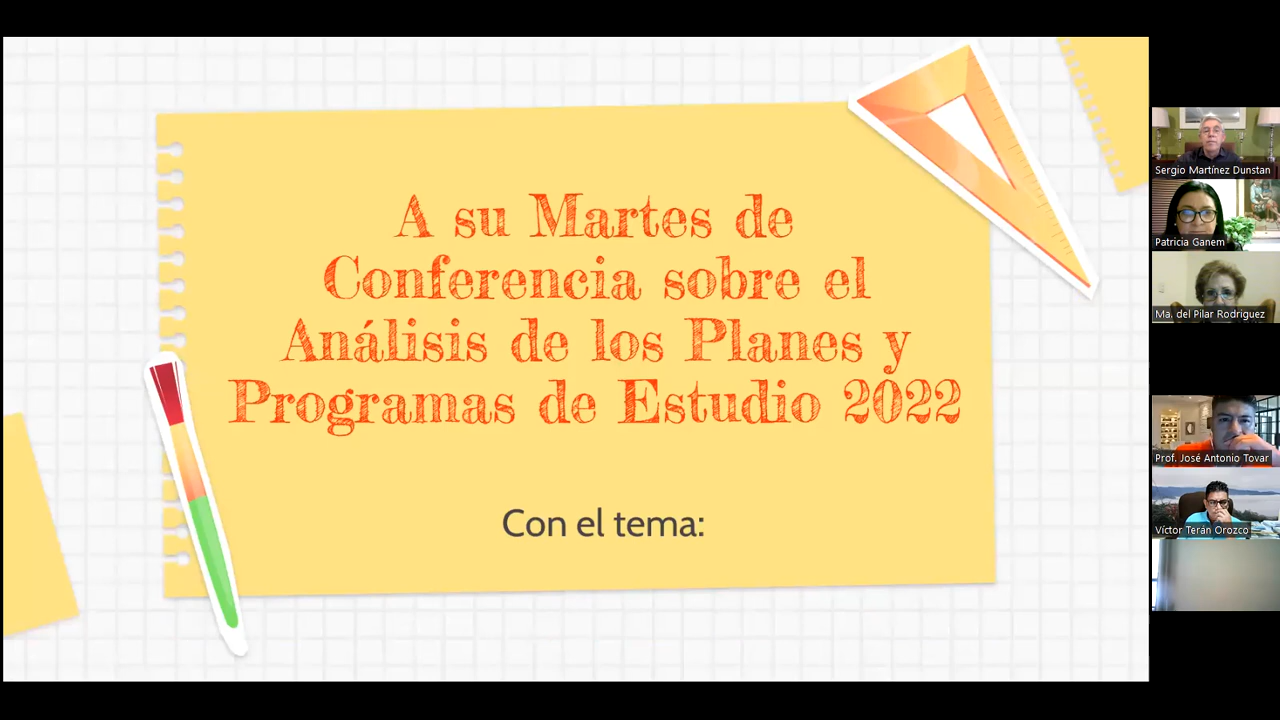 A su Martes de
Conferencia sobre el
Análisis de los Planes y
Programas de Estudio 2022
Con el tema:
Sergio Martínez Dunstan
Patricia Ganem
Ma. del Pilar Rodriguez
Prof. José Antonio Tovar
Víctor Terán Orozco